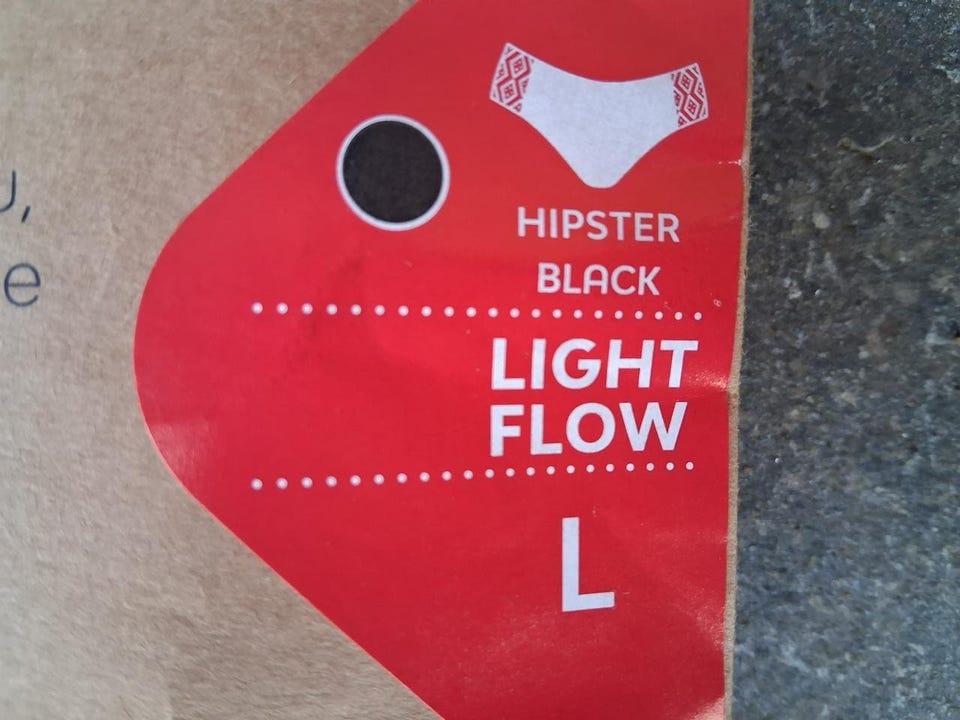 HIPSTER
BLACK
LIGHT
FLOW
L
e